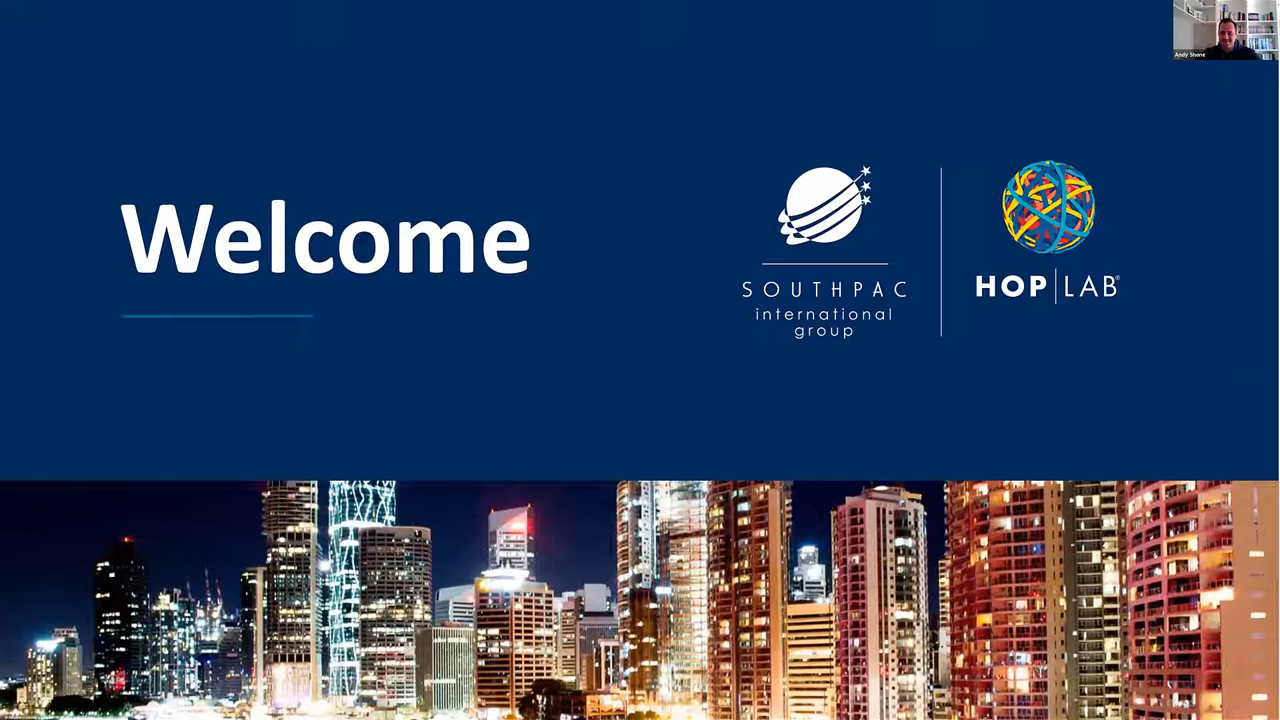 Andy Shone
Welcome
SOUTHPAC
international
group
HOP LAB®